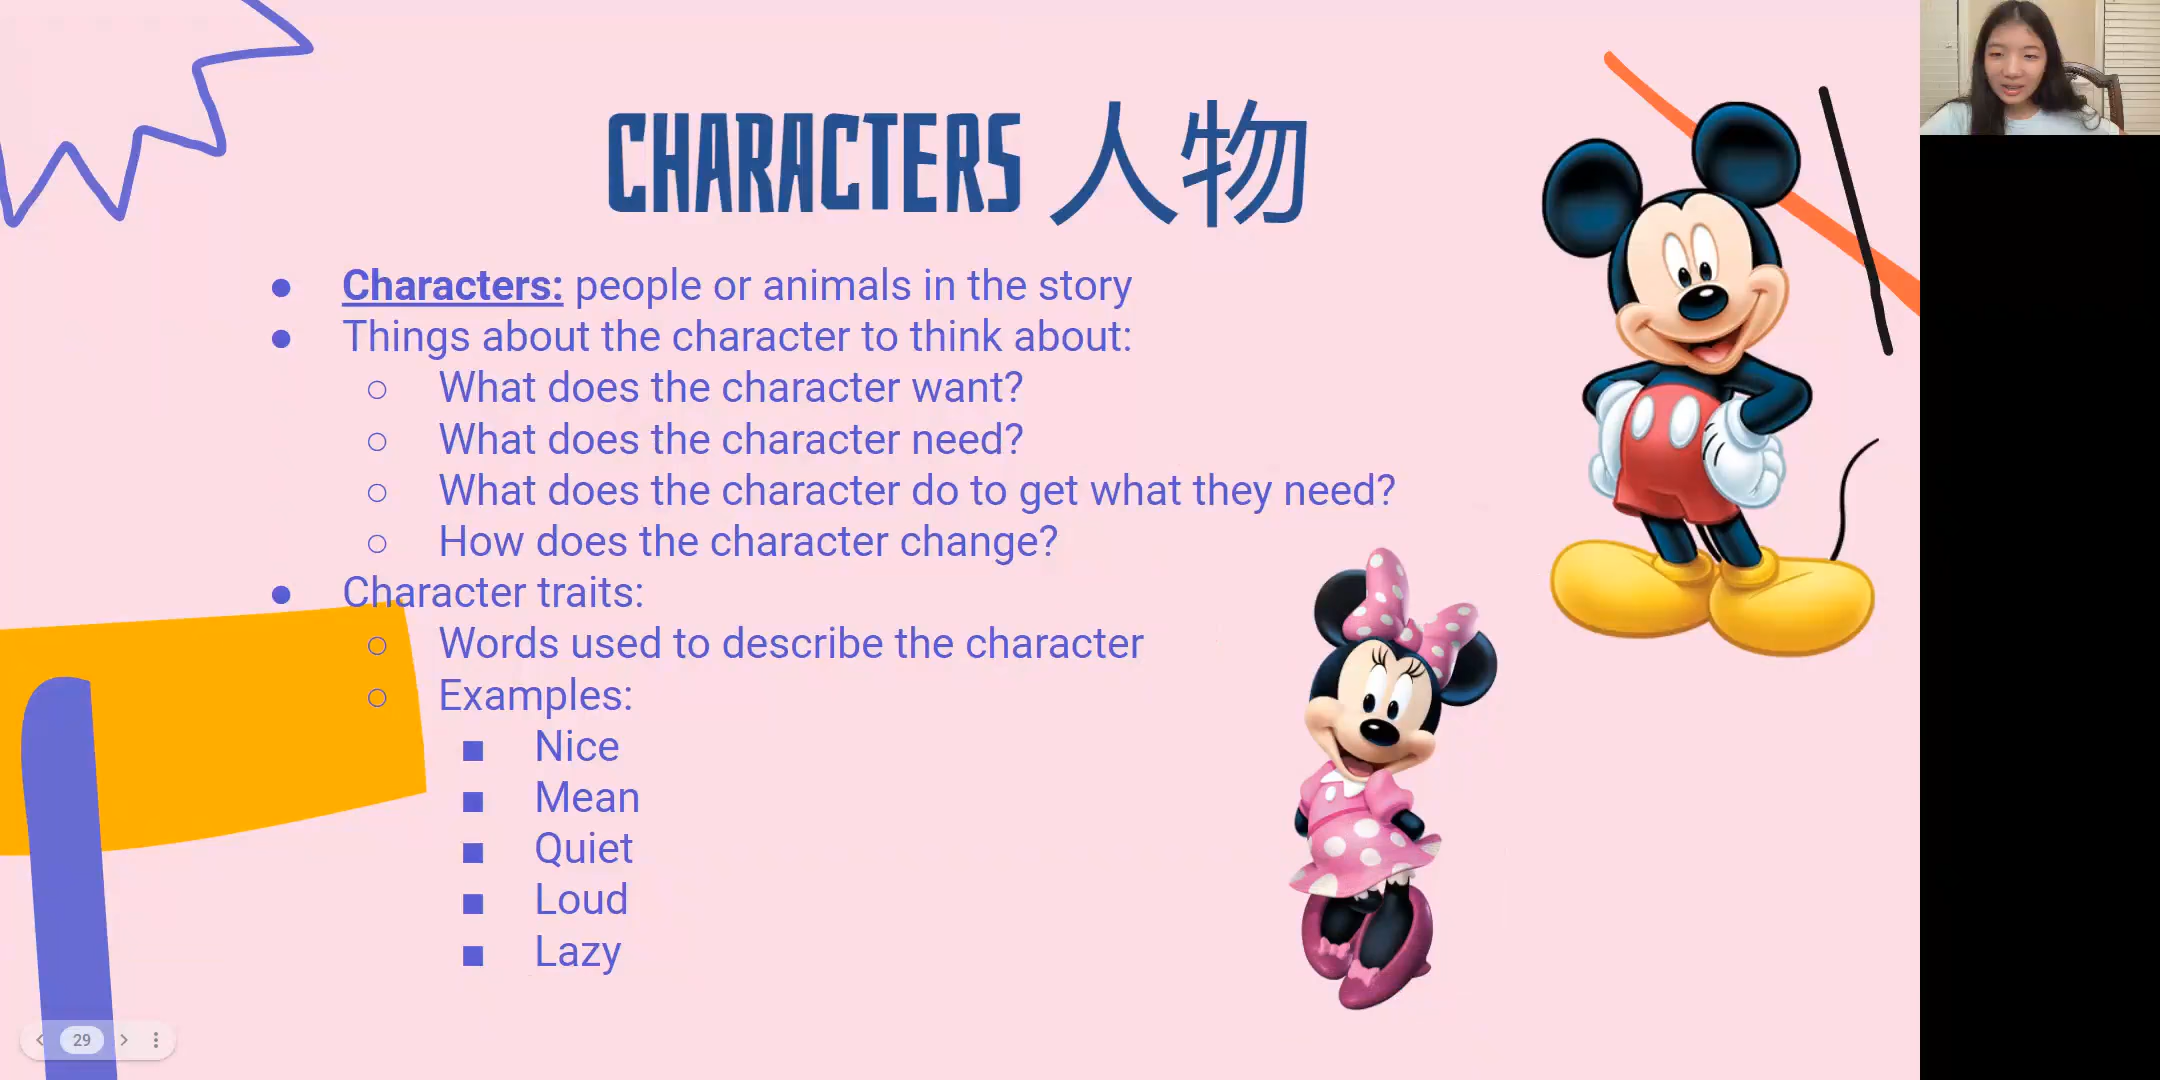 CHARACTERS 人物
Characters: people or animals in the story
Things about the character to think about:
What does the character want?
What does the character need?
What does the character do to get what they need?
How does the character change?
Character traits:
Words used to describe the character
Examples:
Nice
Mean
Quiet
Loud
Lazy
29